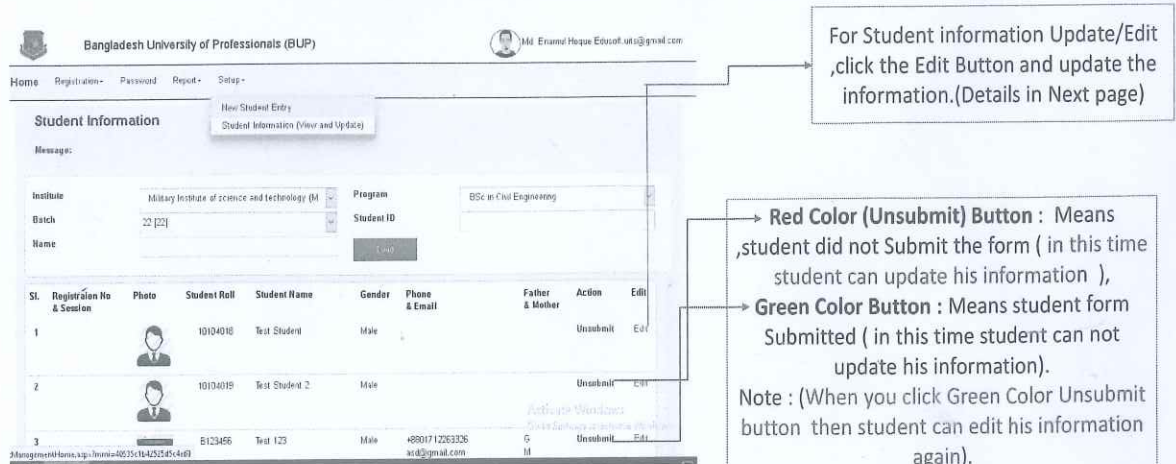 Bangladesh University of Professionals (BUP)
Md. Enamul Haque Edusoft.uits@gmail.com
Home Registration Password Report Setup
New Student Entry
Student Information (View and Update)
Student Information
Message:
Institute Military Institute of science and technology (M Program BSc in Civil Engineering
Batch 22 [22] Student ID
Name Load
Sl. Registraion No & Session Photo Student Roll Student Name Gender Phone & Email Father & Mother Action Edit
1 10104018 Test Student Male Unsubmit Edit
2 10104019 Test Student 2 Male Unsubmit Edit
Activate Windows
3 B123456 Test 123 Male +8801712263326 G Unsubmit Edit
asd@gmail.com M
For Student information Update/Edit
,click the Edit Button and update the
information.(Details in Next page)
Red Color (Unsubmit) Button : Means
,student did not Submit the form ( in this time
student can update his information ),
Green Color Button : Means student form
Submitted ( in this time student can not
update his information).
Note : (When you click Green Color Unsubmit
button then student can edit his information
again).